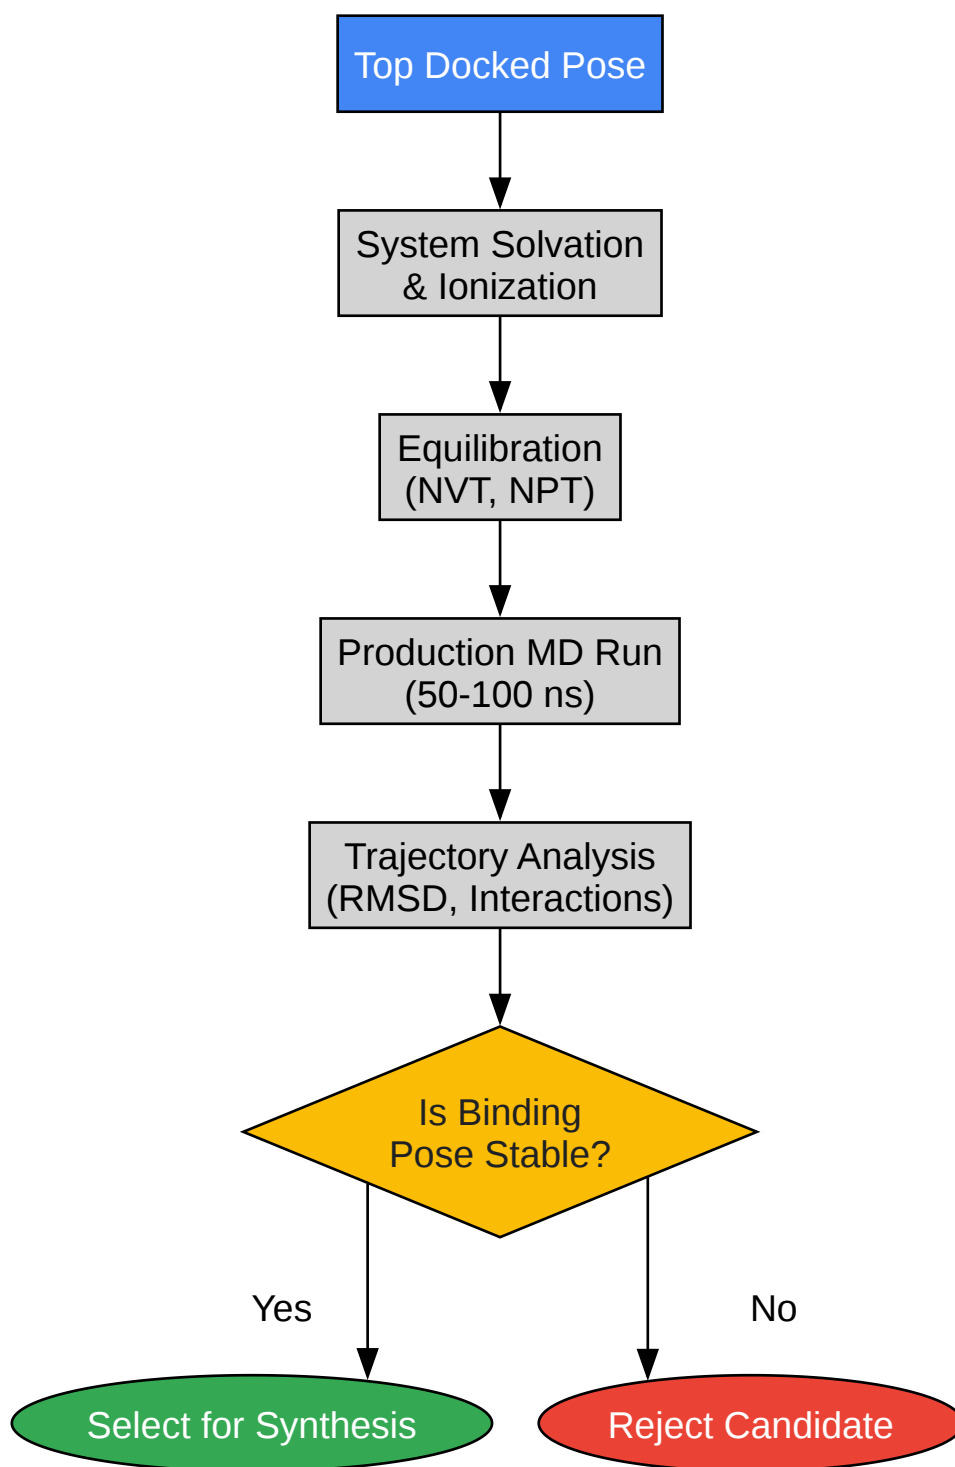 Top Docked Pose
System Solvation
& Ionization
Equilibration
(NVT, NPT)
Production MD Run
(50-100 ns)
Trajectory Analysis
(RMSD, Interactions)
Is Binding
Pose Stable?
Yes
No
Select for Synthesis
Reject Candidate